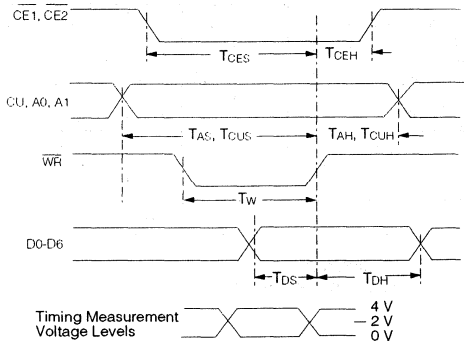 CE1, CE2
TCES
TCEH
CU, A0, A1
TAS, TCUS
TAH, TCUH
WR
TW
D0-D6
TDS
TDH
Timing Measurement
Voltage Levels
4 V
2 V
0 V